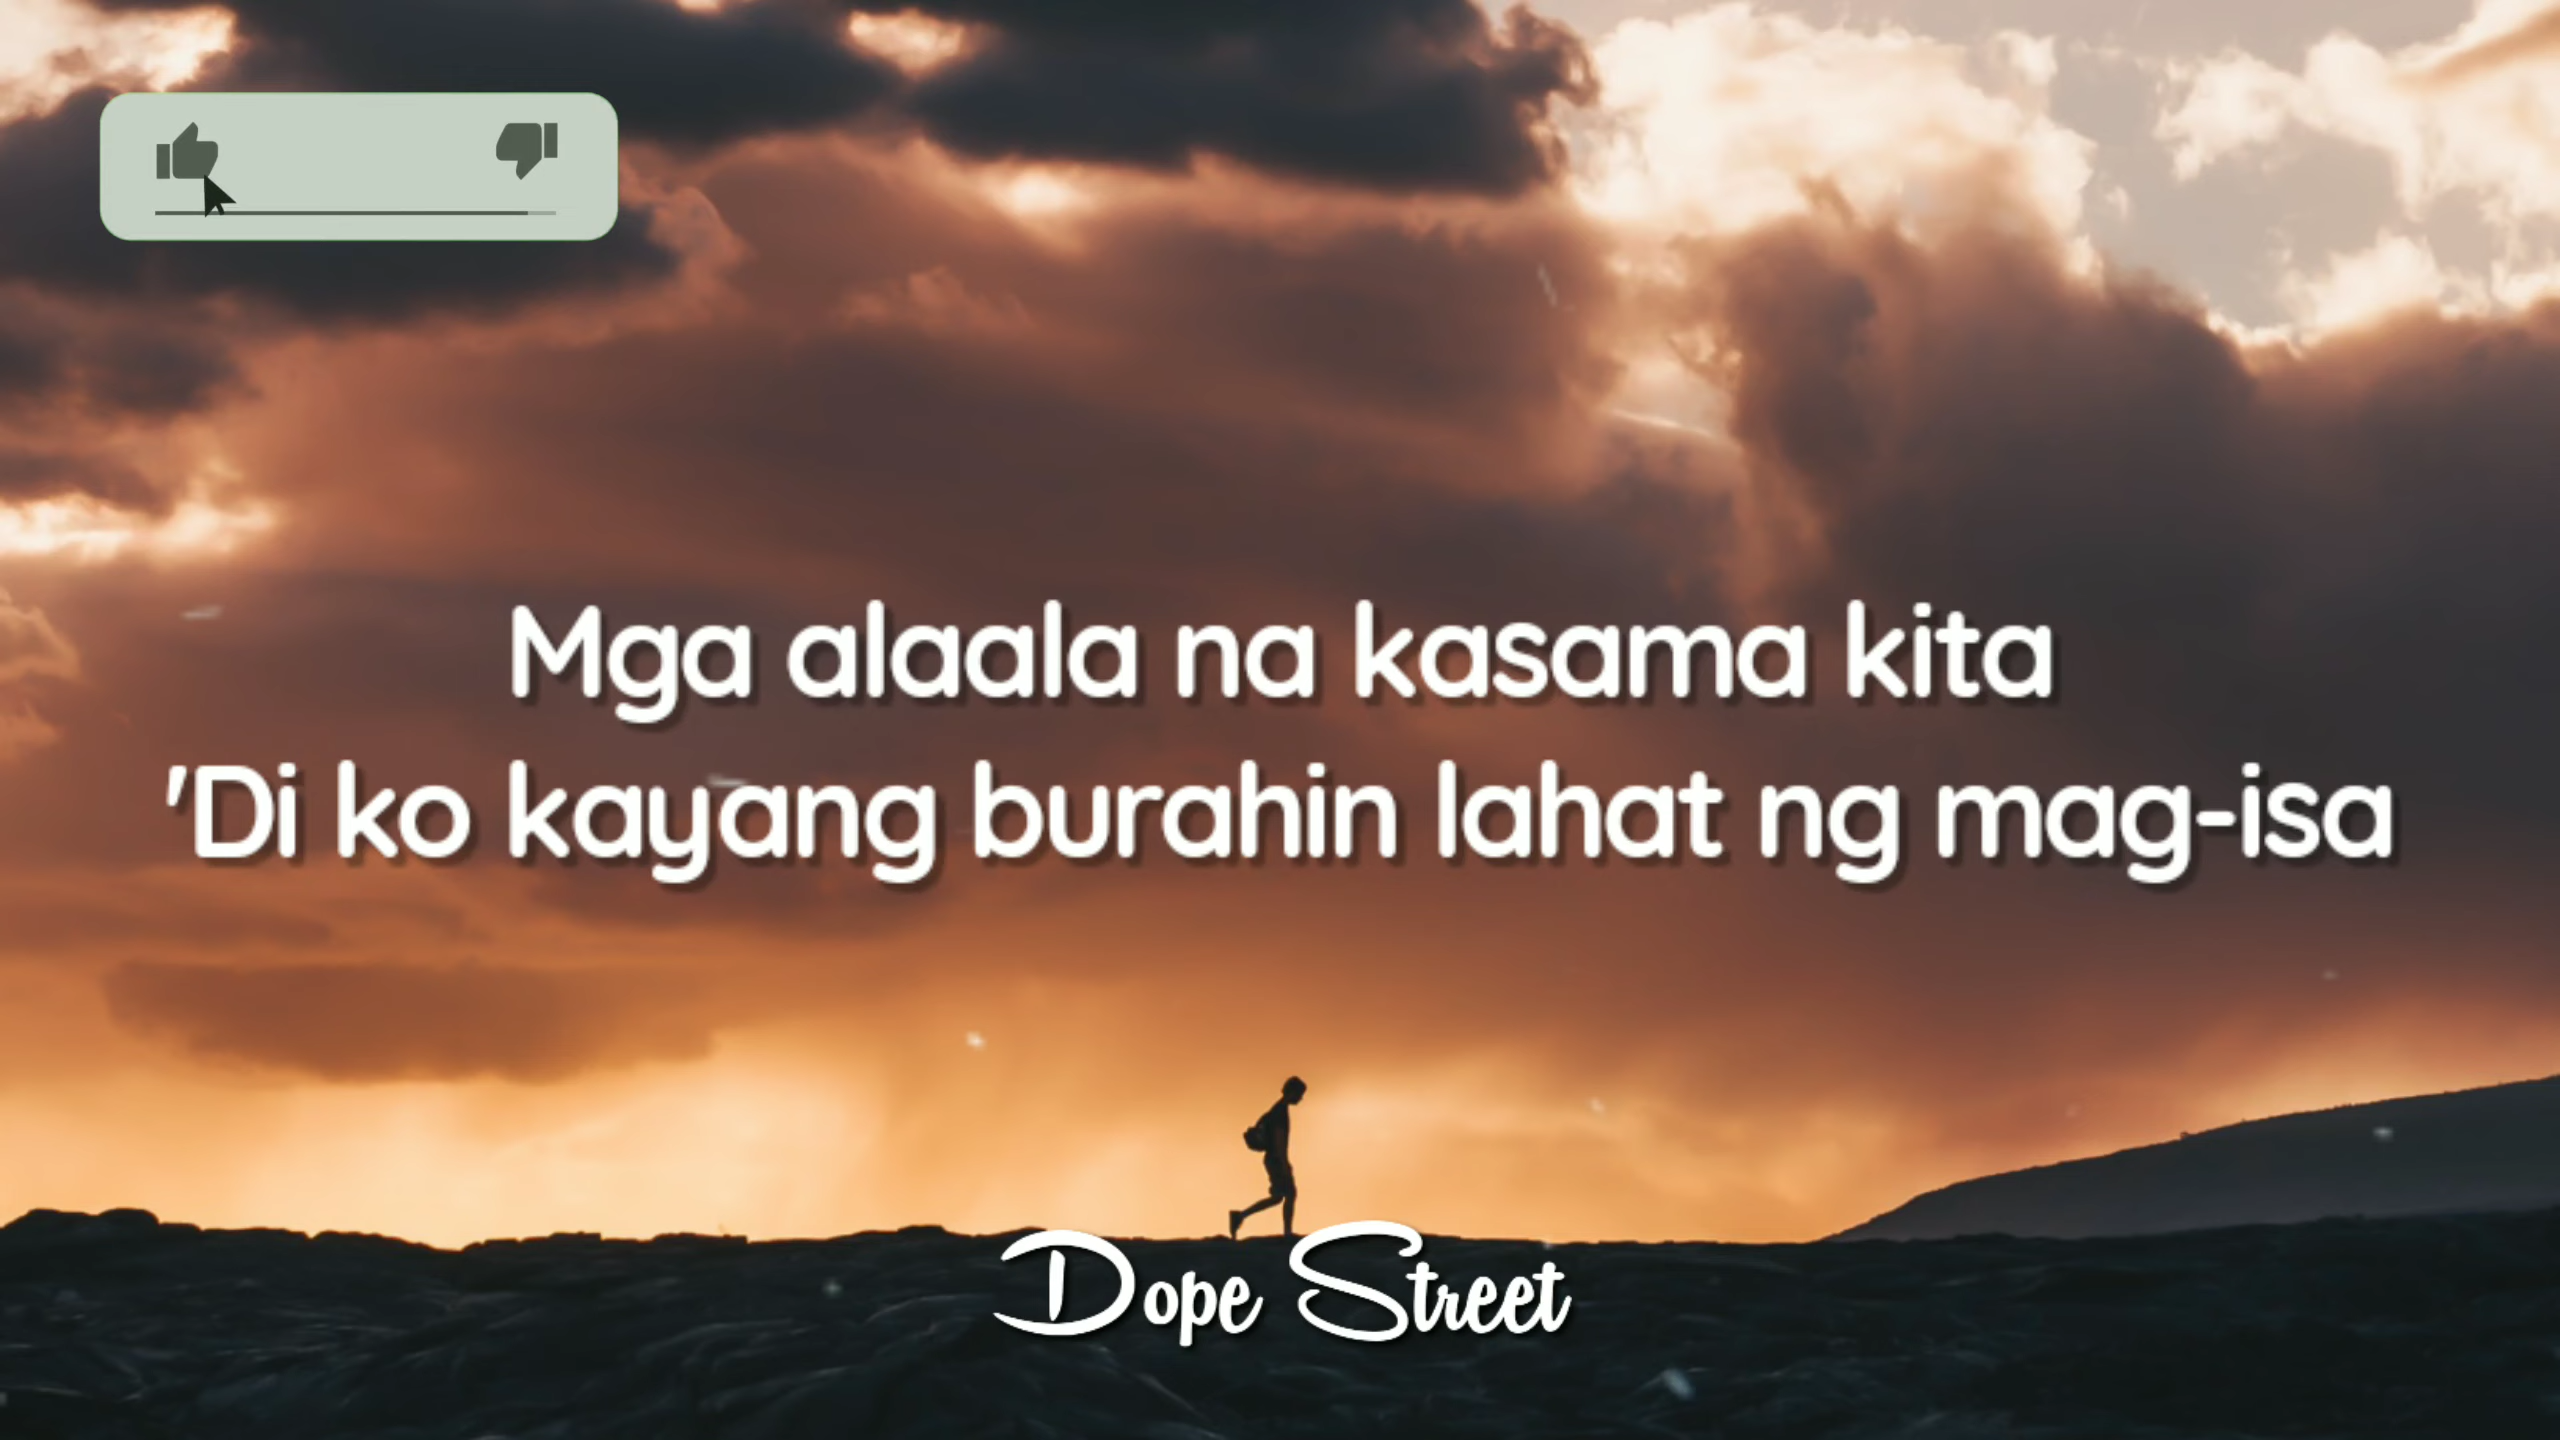 Mga alaala na kasama kita
'Di ko kayang burahin lahat ng mag-isa
Dope Street